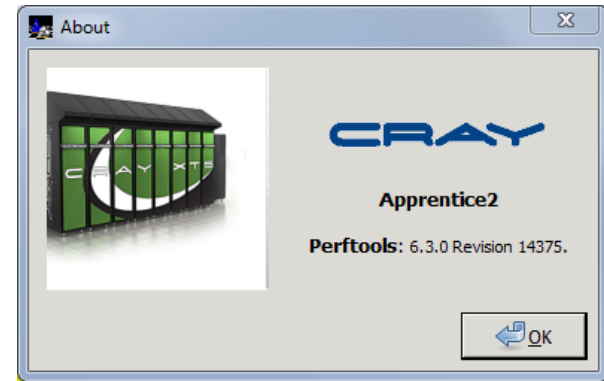 About
CRAY XT5
CRAY
Apprentice2
Perftools: 6.3.0 Revision 14375.
OK